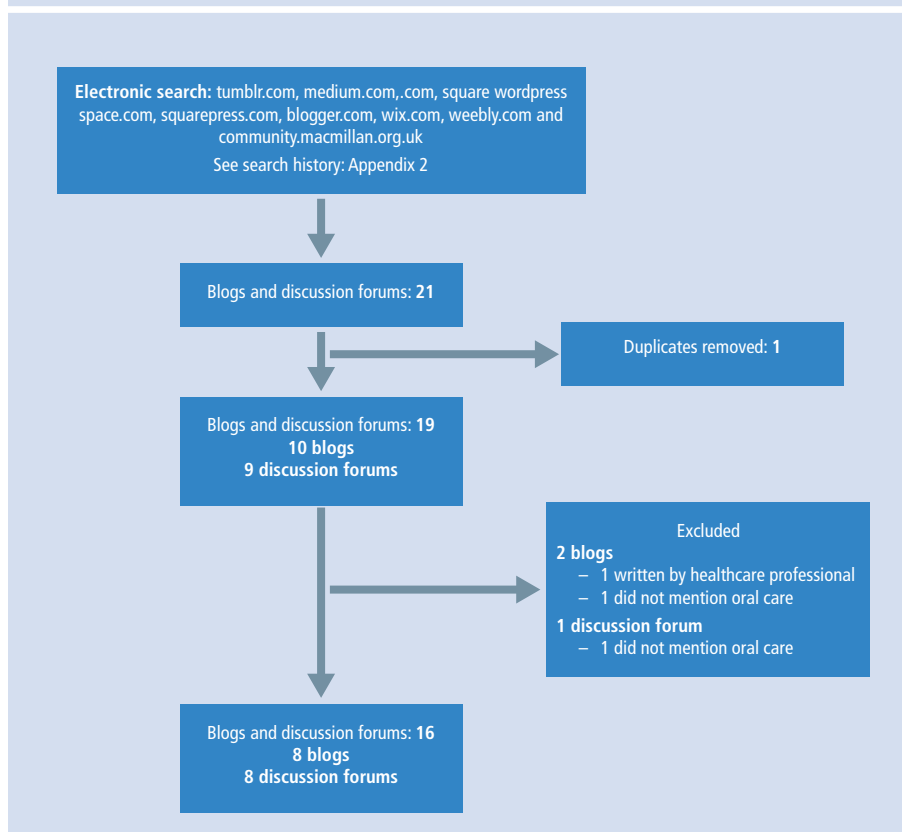 Electronic search: tumblr.com, medium.com,.com, square wordpress
space.com, squarepress.com, blogger.com, wix.com, weebly.com and
community.macmillan.org.uk
See search history: Appendix 2
Blogs and discussion forums: 21
Duplicates removed: 1
Blogs and discussion forums: 19
10 blogs
9 discussion forums
Excluded
2 blogs
– 1 written by healthcare professional
– 1 did not mention oral care
1 discussion forum
– 1 did not mention oral care
Blogs and discussion forums: 16
8 blogs
8 discussion forums